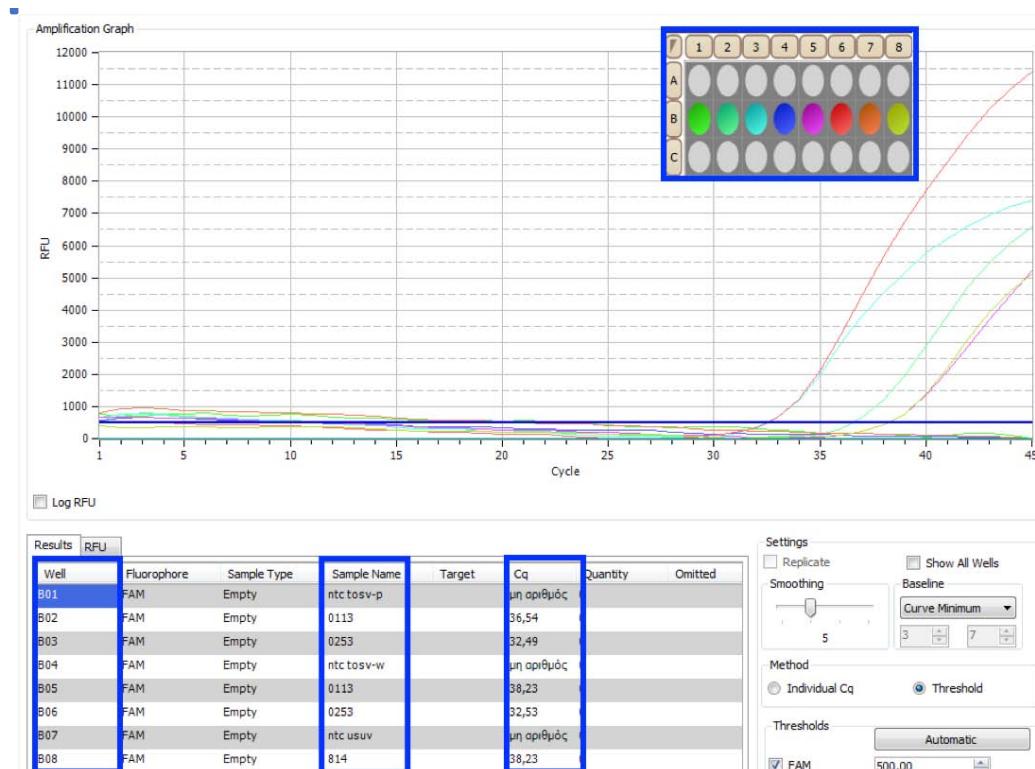 Amplification Graph
12000
11000
10000
9000
8000
7000
6000
5000
4000
3000
2000
1000
0
RFU
1 5 10 15 20 25 30 35 40 45
Cycle
1 2 3 4 5 6 7 8
A
B
C
Log RFU
Results RFU
Well Fluorophore Sample Type Sample Name Target Cq Quantity Omitted
B01 FAM Empty ntc tosv-p μη αριθμός
B02 FAM Empty 0113 36,54
B03 FAM Empty 0253 32,49
B04 FAM Empty ntc tosv-w μη αριθμός
B05 FAM Empty 0113 38,23
B06 FAM Empty 0253 32,53
B07 FAM Empty ntc usuv μη αριθμός
B08 FAM Empty 814 38,23
Settings
Replicate Show All Wells
Smoothing Baseline
Curve Minimum
5 3 7
Method
Individual Cq Threshold
Thresholds
Automatic
FAM 500.00